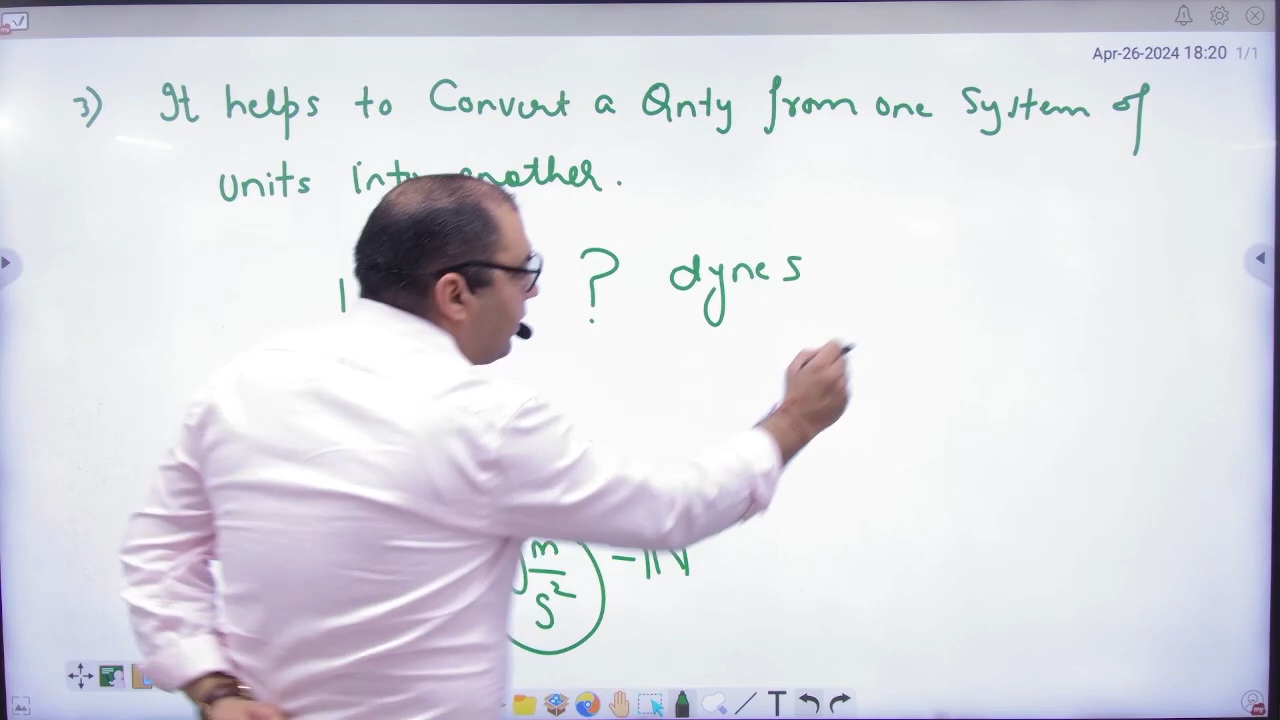 Apr-26-2024 18:20 1/1
3) It helps to Convert a Qnty from one System of
units into another.
1 ? dynes
m
s² - 1N